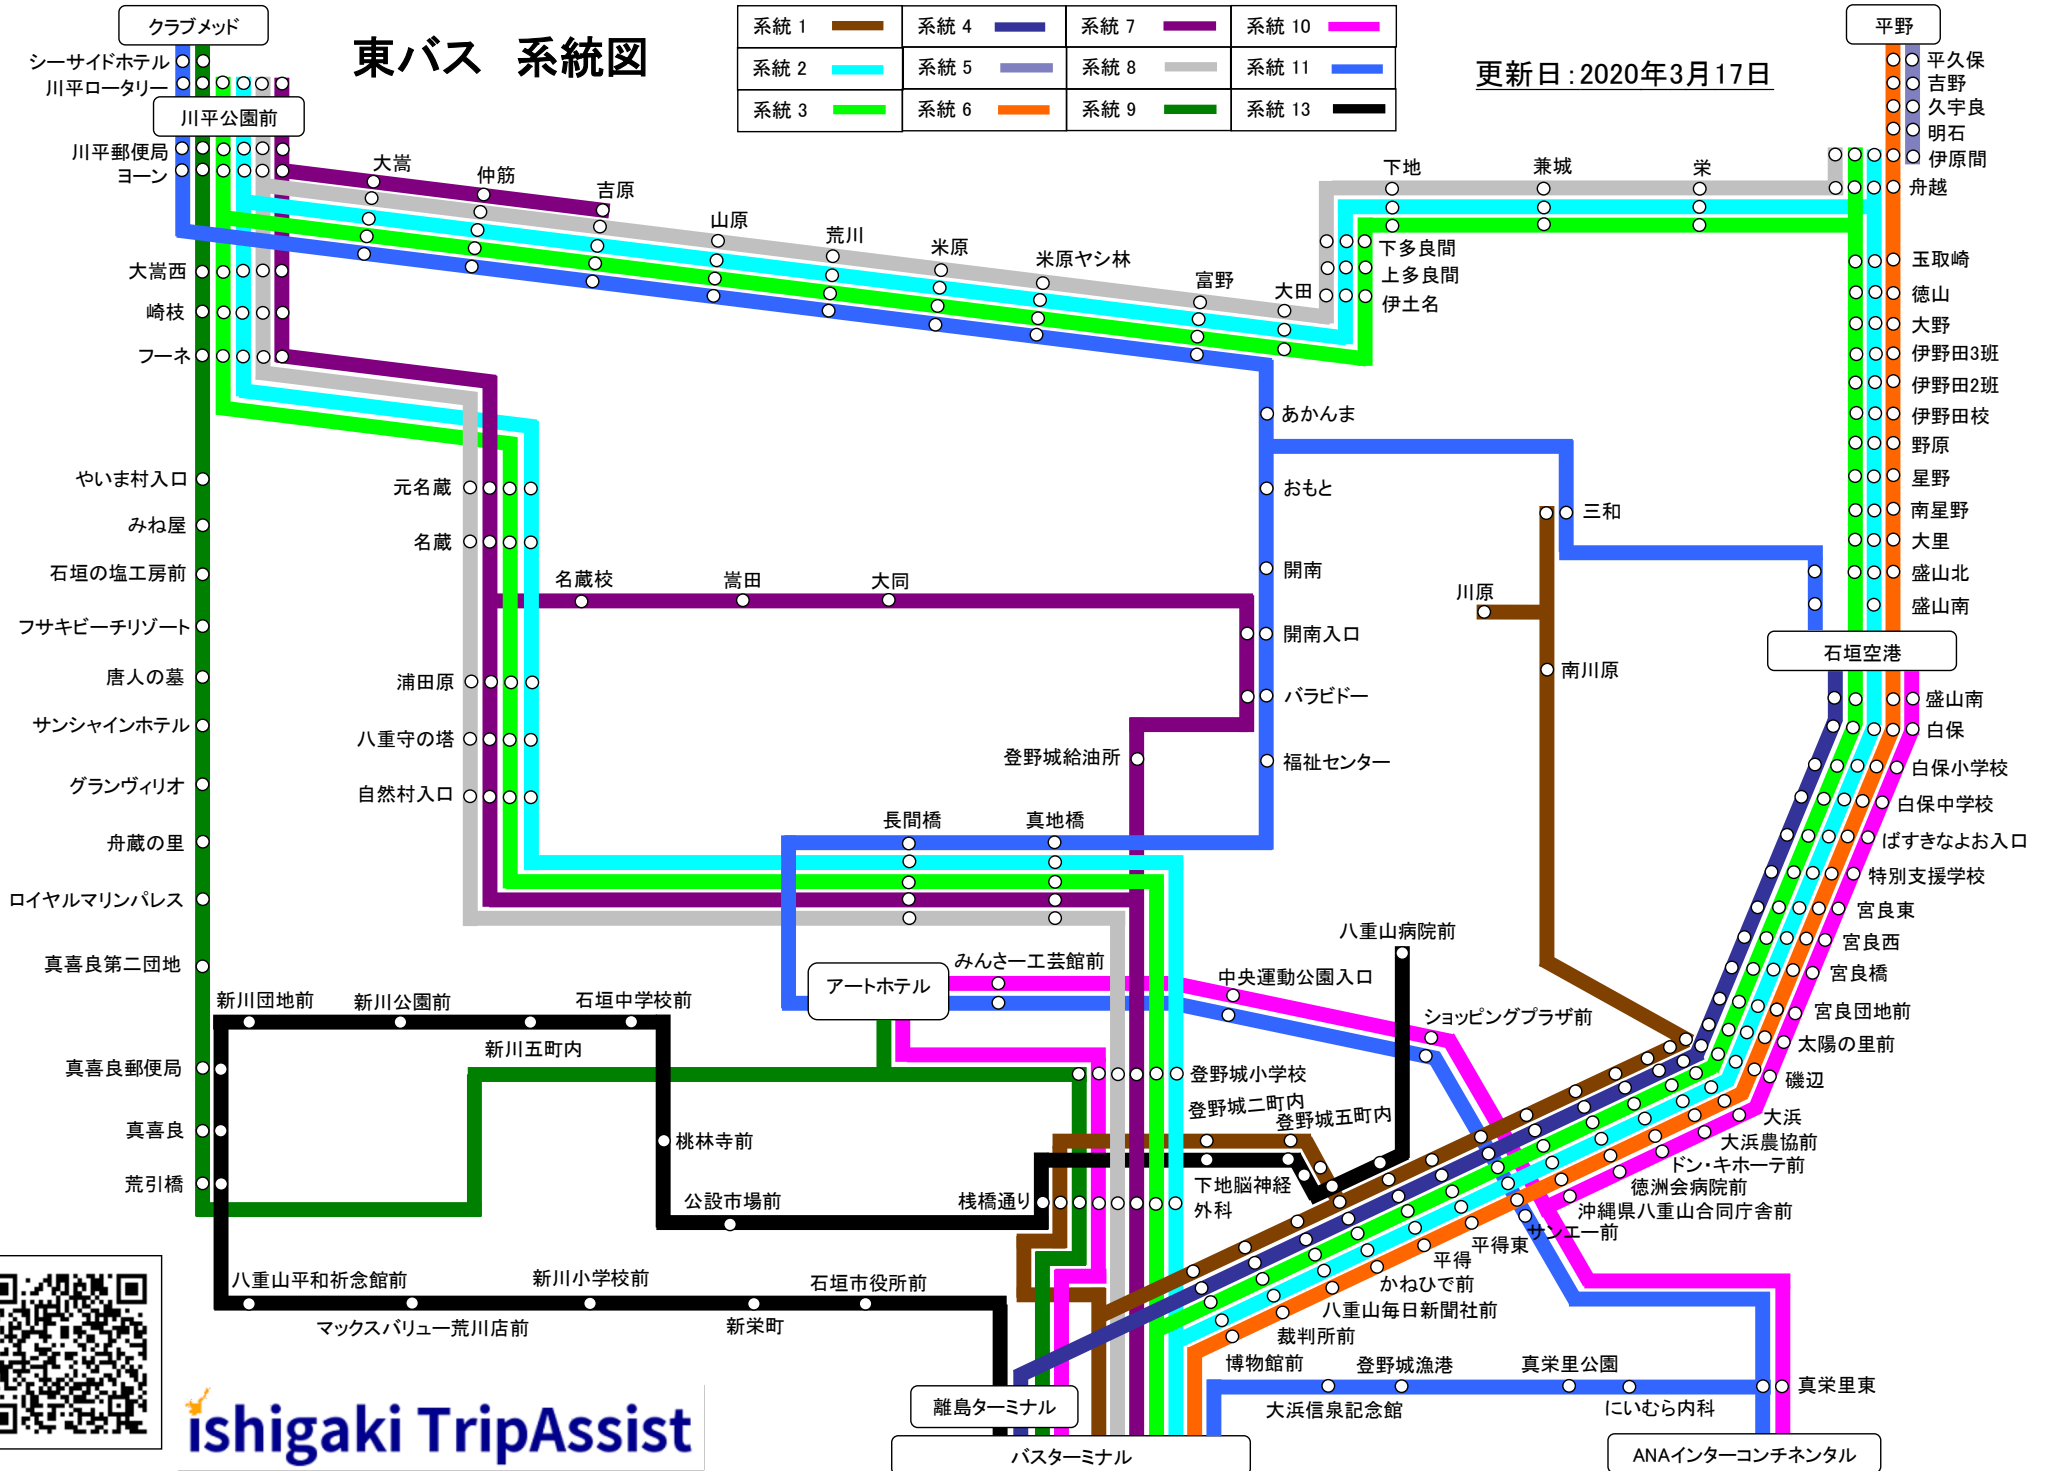 クラブメッド
シーサイドホテル
川平ロータリー
川平公園前
川平郵便局
ヨーン
東バス 系統図
系統 1
系統 4
系統 7
系統 10
系統 2
系統 5
系統 8
系統 11
系統 3
系統 6
系統 9
系統 13
更新日:2020年3月17日
平野
平久保
吉野
久宇良
明石
伊原間
舟越
大嵩
仲筋
吉原
山原
荒川
米原
米原ヤシ林
富野
大田
下地
兼城
栄
下多良間
上多良間
伊土名
玉取崎
徳山
大野
伊野田3班
伊野田2班
伊野田校
野原
星野
南星野
大里
盛山北
盛山南
石垣空港
大嵩西
崎枝
フーネ
やいま村入口
みね屋
石垣の塩工房前
フサキビーチリゾート
唐人の墓
サンシャインホテル
グランヴィリオ
舟蔵の里
ロイヤルマリンパレス
真喜良第二団地
真喜良郵便局
真喜良
荒引橋
元名蔵
名蔵
名蔵校
嵩田
大同
浦田原
八重守の塔
自然村入口
あかんま
おもと
開南
開南入口
バラビドー
福祉センター
登野城給油所
三和
川原
南川原
長間橋
真地橋
盛山南
白保
白保小学校
白保中学校
ばすきなよお入口
特別支援学校
宮良東
宮良西
宮良橋
宮良団地前
太陽の里前
磯辺
大浜
大浜農協前
ドン・キホーテ前
徳洲会病院前
沖縄県八重山合同庁舎前
サンエー前
平得東
平得
かねひで前
八重山毎日新聞社前
裁判所前
博物館前
アートホテル
みんさー工芸館前
中央運動公園入口
八重山病院前
ショッピングプラザ前
新川団地前
新川公園前
新川五町内
石垣中学校前
桃林寺前
公設市場前
桟橋通り
登野城小学校
登野城二町内
登野城五町内
下地脳神経
外科
八重山平和祈念館前
マックスバリュー荒川店前
新川小学校前
新栄町
石垣市役所前
離島ターミナル
バスターミナル
大浜信泉記念館
登野城漁港
真栄里公園
にいむら内科
真栄里東
ANAインターコンチネンタル
ishigaki TripAssist